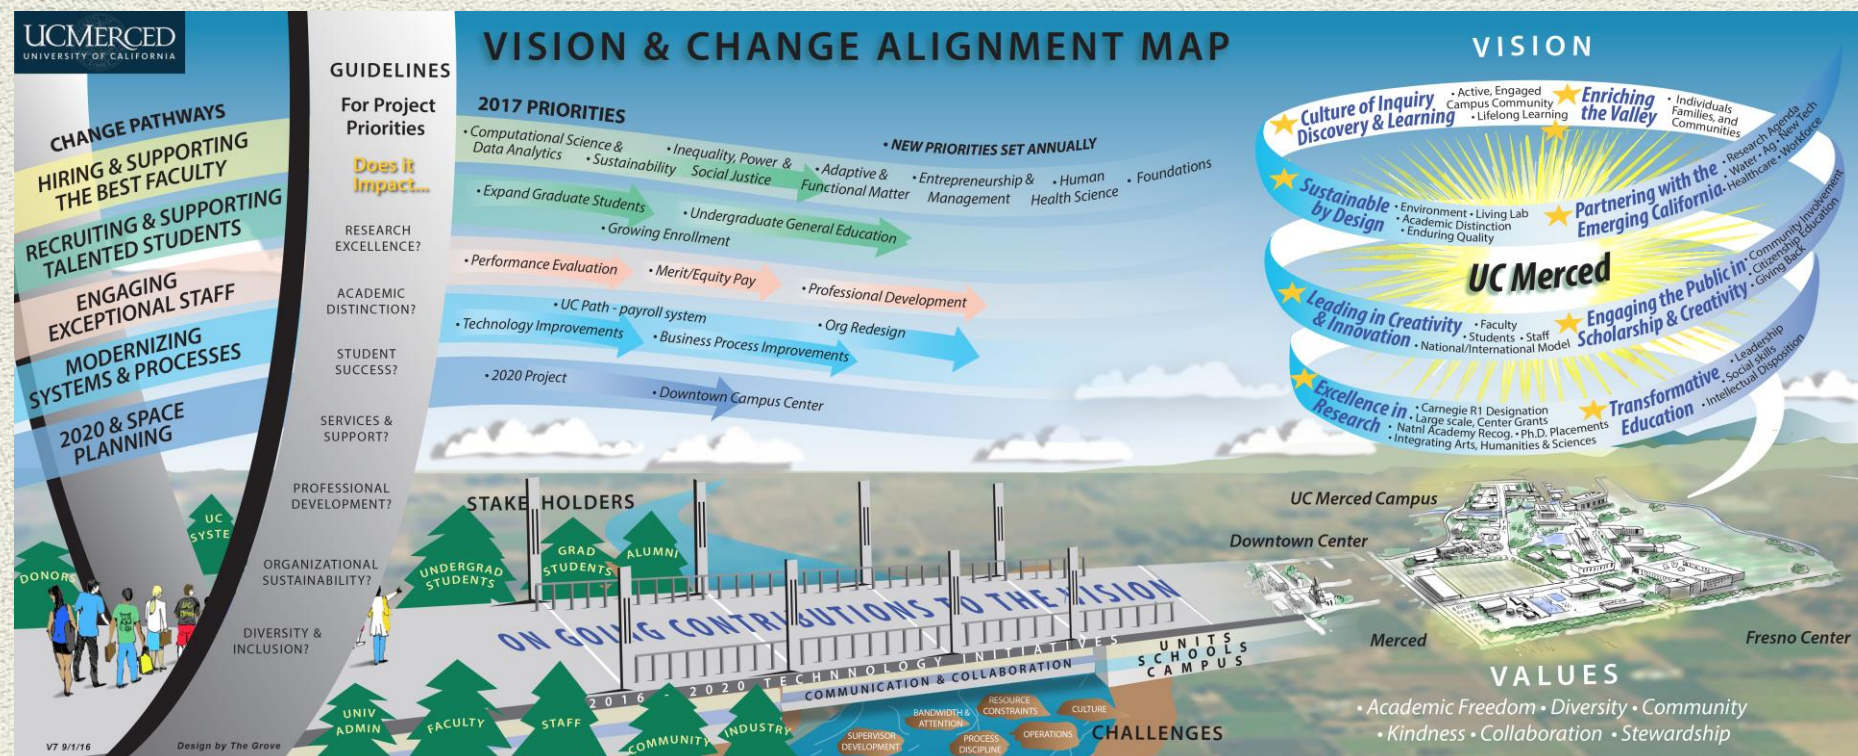 UCMERCED
UNIVERSITY OF CALIFORNIA
VISION & CHANGE ALIGNMENT MAP
CHANGE PATHWAYS
HIRING & SUPPORTING
THE BEST FACULTY
RECRUITING & SUPPORTING
TALENTED STUDENTS
ENGAGING
EXCEPTIONAL STAFF
MODERNIZING
SYSTEMS & PROCESSES
2020 & SPACE
PLANNING
GUIDELINES
For Project
Priorities
Does it
Impact...
RESEARCH
EXCELLENCE?
ACADEMIC
DISTINCTION?
STUDENT
SUCCESS?
SERVICES &
SUPPORT?
PROFESSIONAL
DEVELOPMENT?
ORGANIZATIONAL
SUSTAINABILITY?
DIVERSITY &
INCLUSION?
2017 PRIORITIES
• Computational Science &
Data Analytics
• Sustainability
• Inequality, Power &
Social Justice
• Adaptive &
Functional Matter
• NEW PRIORITIES SET ANNUALLY
• Entrepreneurship &
Management
• Human
Health Science
• Foundations
• Expand Graduate Students
• Undergraduate General Education
• Growing Enrollment
• Performance Evaluation
• Merit/Equity Pay
• Professional Development
• UC Path - payroll system
• Technology Improvements
• Business Process Improvements
• Org Redesign
• 2020 Project
• Downtown Campus Center
VISION
Culture of Inquiry
Discovery & Learning
• Active, Engaged
Campus Community
• Lifelong Learning
Enriching
the Valley
• Individuals
Families, and
Communities
Sustainable
by Design
• Environment • Living Lab
• Academic Distinction
• Enduring Quality
Partnering with the
Emerging California
• Research Agenda
• Water • Ag • New Tech
• Healthcare • Workforce
UC Merced
Leading in Creativity
& Innovation
• Faculty
• Students • Staff
• National/International Model
Engaging the Public in
Scholarship & Creativity
• Community Involvement
• Citizenship Education
• Giving Back
Excellence in
Research
• Carnegie R1 Designation
• Large scale, Center Grants
• Natnl Academy Recog. • Ph.D. Placements
• Integrating Arts, Humanities & Sciences
Transformative
Education
• Leadership
• Social skills
• Intellectual Disposition
STAKE HOLDERS
DONORS
UC
SYSTE
UNDERGRAD
STUDENTS
GRAD
STUDENTS
ALUMNI
UNIV
ADMIN
FACULTY
STAFF
COMMUNITY
INDUSTRY
ON GOING CONTRIBUTIONS TO THE VISION
2016 - 2020 TECHNNOLOGY INITIATIVES
COMMUNICATION & COLLABORATION
UNITS
SCHOOLS
CAMPUS
SUPERVISOR
DEVELOPMENT
BANDWIDTH &
ATTENTION
PROCESS
DISCIPLINE
RESOURCE
CONSTRAINTS
OPERATIONS
CULTURE
CHALLENGES
UC Merced Campus
Downtown Center
Merced
Fresno Center
VALUES
• Academic Freedom • Diversity • Community
• Kindness • Collaboration • Stewardship
V7 9/1/16
Design by The Grove